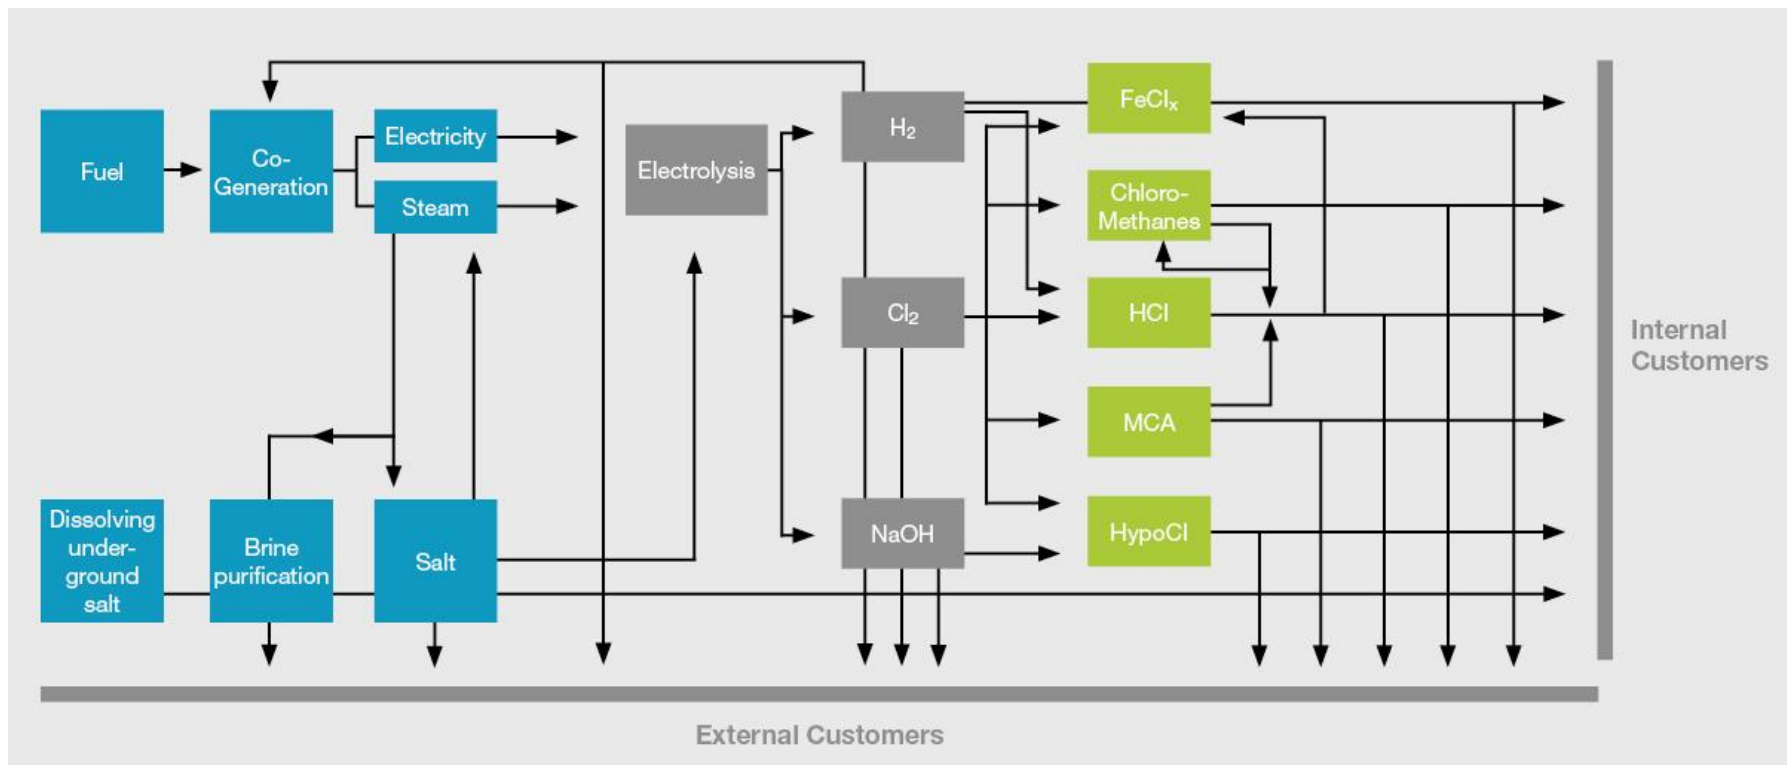 Fuel
Co-
Generation
Electricity
Steam
Electrolysis
H₂
FeClₓ
Chloro-
Methanes
Cl₂
HCl
MCA
Internal
Customers
Dissolving
under-
ground
salt
Brine
purification
Salt
NaOH
HypoCl
External Customers